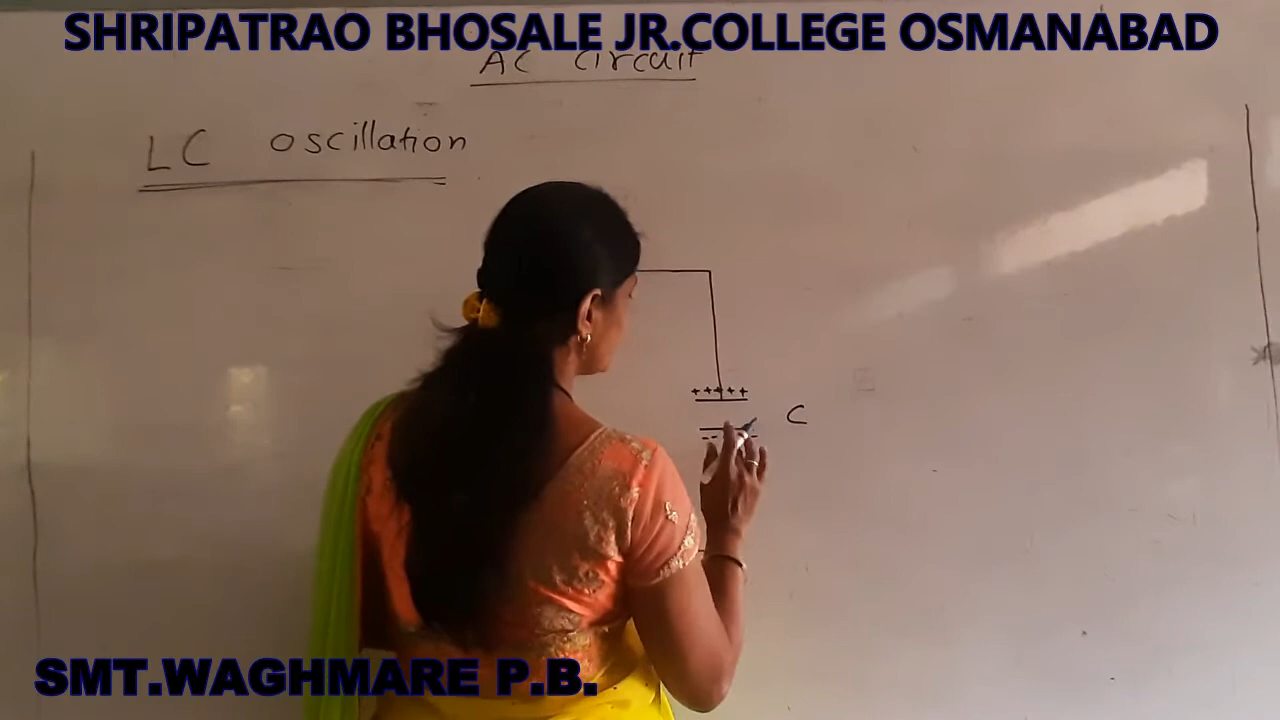 SHRIPATRAO BHOSALE JR.COLLEGE OSMANABAD
AC Circuit
LC oscillation
+ + + + +
C
- -
SMT.WAGHMARE P.B.